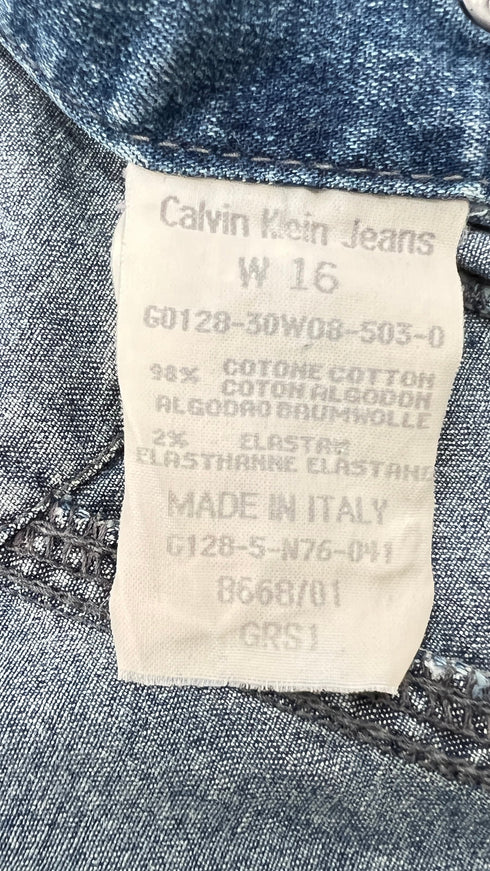 Calvin Klein Jeans
W 16
G0128-30W08-503-0
98% COTONE COTTON
COTON ALGODON
ALGODAO BAUMWOLLE
2% ELASTAN
ELASTHANNE ELASTANE
MADE IN ITALY
G128-S-N76-041
8668/01
GRS1